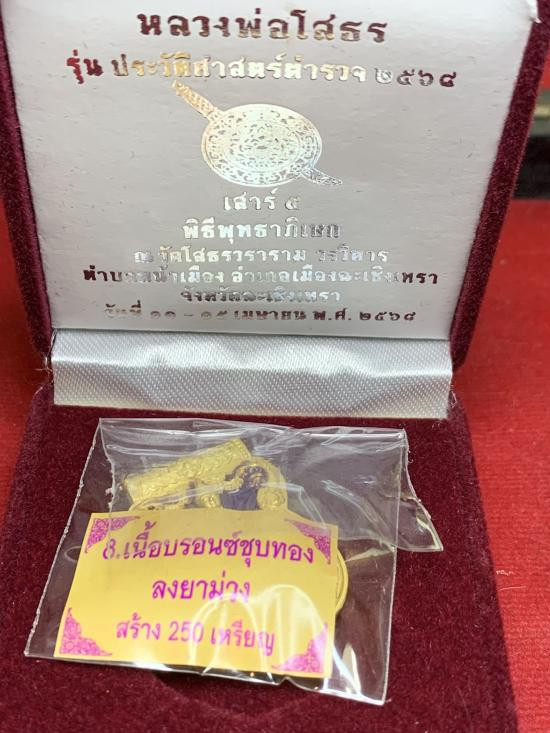 หลวงพ่อโสธร
รุ่น ประวัติศาสตร์ตำรวจ ๒๕๖๘
เสาร์ ๕
พิธีพุทธาภิเษก
ณ วัดโสธรวราราม วรวิหาร
ตำบลหน้าเมือง อำเภอเมืองฉะเชิงเทรา
จังหวัดฉะเชิงเทรา
วันที่ ๑๑ - ๑๕ เมษายน พ.ศ. ๒๕๖๘
8.เนื้อบรอนซ์ชุบทอง
ลงยาม่วง
สร้าง 250 เหรียญ